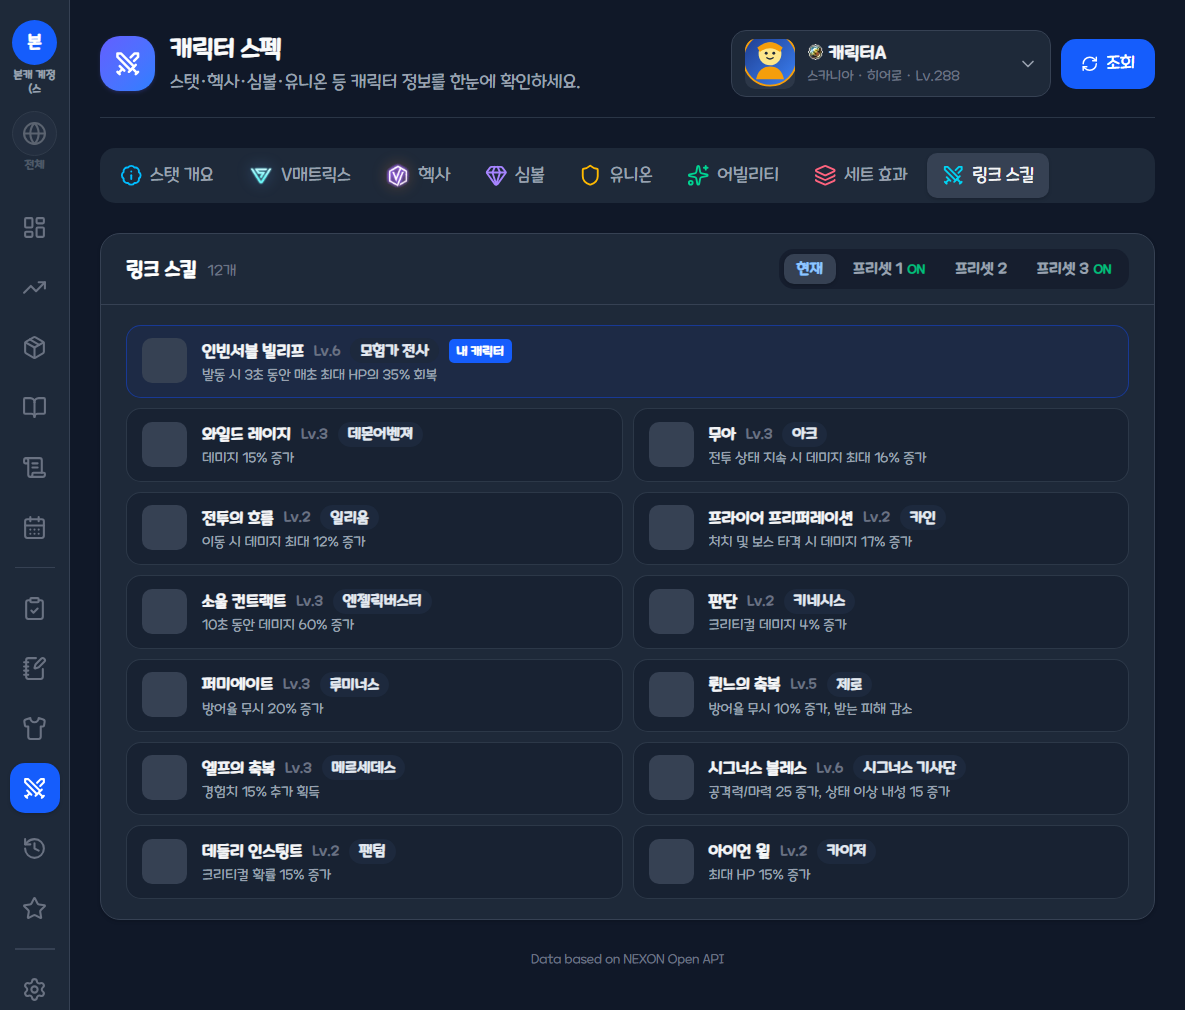 본
본캐 계정
(스
전체
캐릭터 스펙
스탯·헥사·심볼·유니온 등 캐릭터 정보를 한눈에 확인하세요.
캐릭터A
스카니아 · 히어로 · Lv.288
조회
스탯 개요
V매트릭스
헥사
심볼
유니온
어빌리티
세트 효과
링크 스킬
링크 스킬 12개
현재
프리셋 1 ON
프리셋 2
프리셋 3 ON
인빈서블 빌리프 Lv.6 모험가 전사 내 캐릭터
발동 시 3초 동안 매초 최대 HP의 35% 회복
와일드 레이지 Lv.3 데몬어벤져
데미지 15% 증가
무아 Lv.3 아크
전투 상태 지속 시 데미지 최대 16% 증가
전투의 흐름 Lv.2 일리움
이동 시 데미지 최대 12% 증가
프라이어 프리퍼레이션 Lv.2 카인
처치 및 보스 타격 시 데미지 17% 증가
소울 컨트랙트 Lv.3 엔젤릭버스터
10초 동안 데미지 60% 증가
판단 Lv.2 키네시스
크리티컬 데미지 4% 증가
퍼미에이트 Lv.3 루미너스
방어율 무시 20% 증가
륀느의 축복 Lv.5 제로
방어율 무시 10% 증가, 받는 피해 감소
엘프의 축복 Lv.3 메르세데스
경험치 15% 추가 획득
시그너스 블레스 Lv.6 시그너스 기사단
공격력/마력 25 증가, 상태 이상 내성 15 증가
데들리 인스팅트 Lv.2 팬텀
크리티컬 확률 15% 증가
아이언 윌 Lv.2 카이저
최대 HP 15% 증가
Data based on NEXON Open API